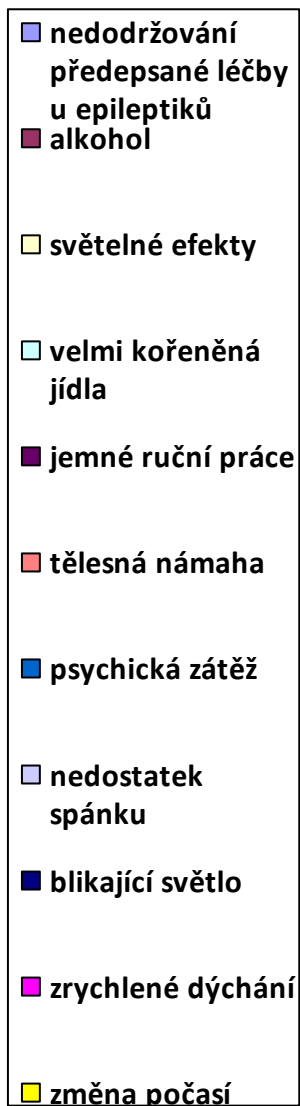 nedodržování
předepsané léčby
u epileptiků
alkohol
světelné efekty
velmi kořeněná
jídla
jemné ruční práce
tělesná námaha
psychická zátěž
nedostatek
spánku
blikající světlo
zrychlené dýchání
změna počasí